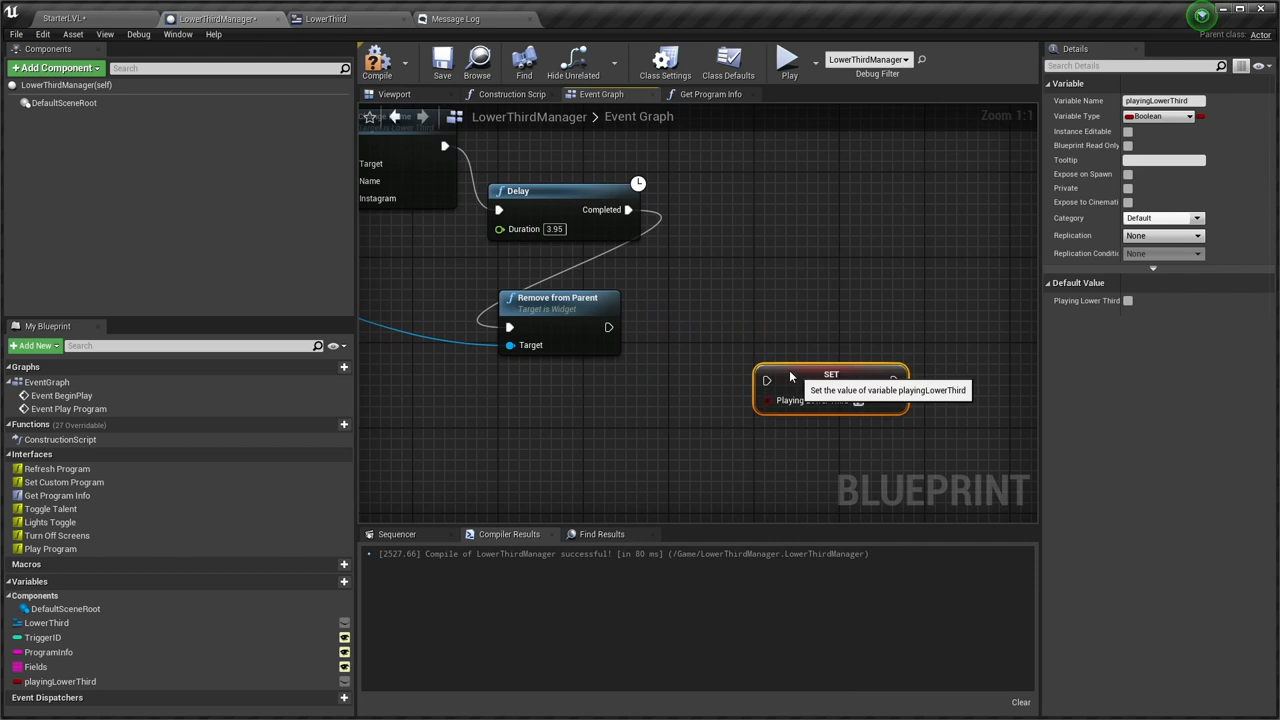 StarterLVL*
LowerThirdManager*
LowerThird
Message Log
File
Edit
Asset
View
Debug
Window
Help
Parent class: Actor
Components
+ Add Component
Search
LowerThirdManager(self)
DefaultSceneRoot
Compile
Save
Browse
Find
Hide Unrelated
Class Settings
Class Defaults
Play
LowerThirdManager
Debug Filter
Viewport
Construction Scrip
Event Graph
Get Program Info
LowerThirdManager > Event Graph
Zoom 1:1
Target is Lower Third
Target
Name
Instagram
Delay
Completed
Duration 3.95
Remove from Parent
Target is Widget
Target
SET
Playing
Set the value of variable playingLowerThird
BLUEPRINT
My Blueprint
+ Add New
Search
Graphs
EventGraph
Event BeginPlay
Event Play Program
Functions (27 Overridable)
ConstructionScript
Interfaces
Refresh Program
Set Custom Program
Get Program Info
Toggle Talent
Lights Toggle
Turn Off Screens
Play Program
Macros
Variables
Components
DefaultSceneRoot
LowerThird
TriggerID
ProgramInfo
Fields
playingLowerThird
Event Dispatchers
Sequencer
Compiler Results
Find Results
[2527.66] Compile of LowerThirdManager successful! [in 80 ms] (/Game/LowerThirdManager.LowerThirdManager)
Clear
Details
Search Details
Variable
Variable Name playingLowerThird
Variable Type Boolean
Instance Editable
Blueprint Read Only
Tooltip
Expose on Spawn
Private
Expose to Cinemati
Category Default
Replication None
Replication Conditi None
Default Value
Playing Lower Third